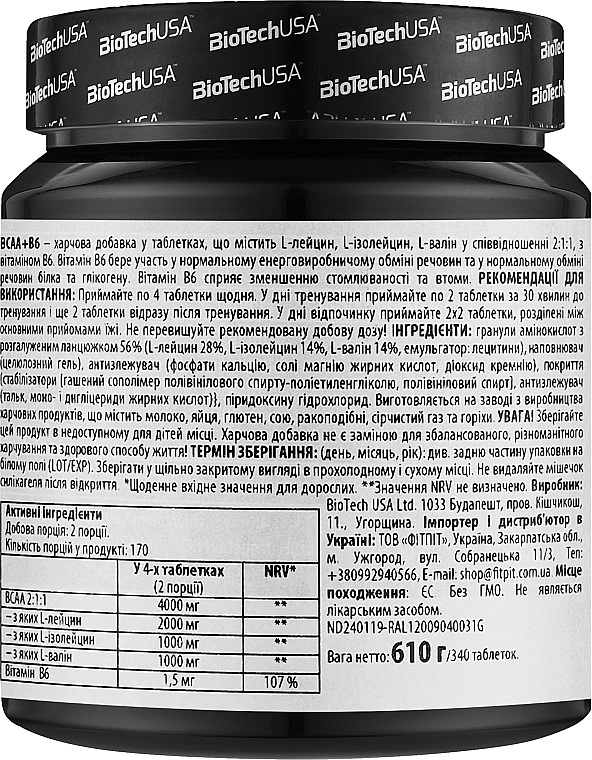 BioTechUSA BioTechUSA BioTechUSA BioTechUSA
BioTechUSA BioTechUSA BioTechUSA BioTechUSA BioTechUSA
BCAA+B6 – харчова добавка у таблетках, що містить L-лейцин, L-ізолейцин, L-валін у співвідношенні 2:1:1, з
вітаміном B6. Вітамін B6 бере участь у нормальному енерговиробничому обміні речовин та у нормальному обміні
речовин білка та глікогену. Вітамін B6 сприяє зменшенню стомлюваності та втоми. РЕКОМЕНДАЦІЇ ДЛЯ
ВИКОРИСТАННЯ: Приймайте по 4 таблетки щодня. У дні тренування приймайте по 2 таблетки за 30 хвилин до
тренування і ще 2 таблетки відразу після тренування. У дні відпочинку приймайте 2x2 таблетки, розділені між
основними прийомами їжі. Не перевищуйте рекомендовану добову дозу! ІНГРЕДІЄНТИ: гранули амінокислот з
розгалуженим ланцюжком 56% (L-лейцин 28%, L-ізолейцин 14%, L-валін 14%, емульгатор: лецитини), наповнювач
(целюлозний гель), антизлежувач (фосфати кальцію, солі магнію жирних кислот, діоксид кремнію), покриття
(стабілізатори [гашений сополімер полівінілового спирту-поліетиленгліколю, полівініловий спирт), антизлежувач
(тальк, моно- і дигліцериди жирних кислот)}, піридоксину гідрохлорид. Виготовляється на заводі з виробництва
харчових продуктів, що містить молоко, яйця, глютен, сою, ракоподібні, сірчистий газ та горіхи. УВАГА! Зберігайте
цей продукт в недоступному для дітей місці. Харчова добавка не є заміною для збалансованого, різноманітного
харчування та здорового способу життя! ТЕРМІН ЗБЕРІГАННЯ: (день, місяць, рік): див. задню частину упаковки на
білому полі (LOT/EXP). Зберігати у щільно закритому вигляді в прохолодному і сухому місці. Не видаляйте мішечок
силікагеля після відкриття. *Щоденне вхідне значення для дорослих. **Значення NRV не визначено. Виробник:
BioTech USA Ltd. 1033 Будапешт, пров. Кішчикош,
11., Угорщина. Імпортер і дистриб'ютор в
Україні: ТОВ «ФІТПІТ», Україна, Закарпатська обл.,
м. Ужгород, вул. Собранецька 11/3, Тел:
+380992940566, E-mail: shop@fitpit.com.ua. Місце
походження: ЄС. Без ГМО. Не является
лікарським засобом.
ND240119-RAL12009040031G
Вага нетто: 610 г/340 таблеток.
Активні інгредієнти
Добова порція: 2 порції.
Кількість порцій у продукті: 170
У 4-х таблетках NRV*
(2 порції)
BCAA 2:1:1 4000 мг **
– з яких L-лейцин 2000 мг **
– з яких L-ізолейцин 1000 мг **
– з яких L-валін 1000 мг **
Вітамін B6 1,5 мг 107 %